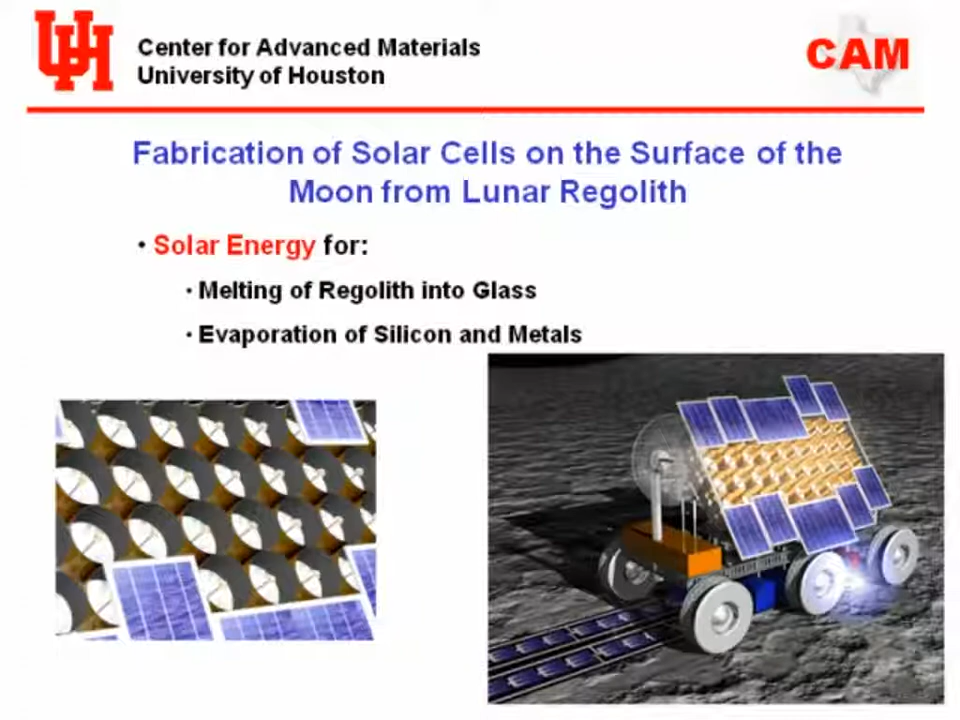 UH
Center for Advanced Materials
University of Houston
CAM
Fabrication of Solar Cells on the Surface of the
Moon from Lunar Regolith
• Solar Energy for:
• Melting of Regolith into Glass
• Evaporation of Silicon and Metals